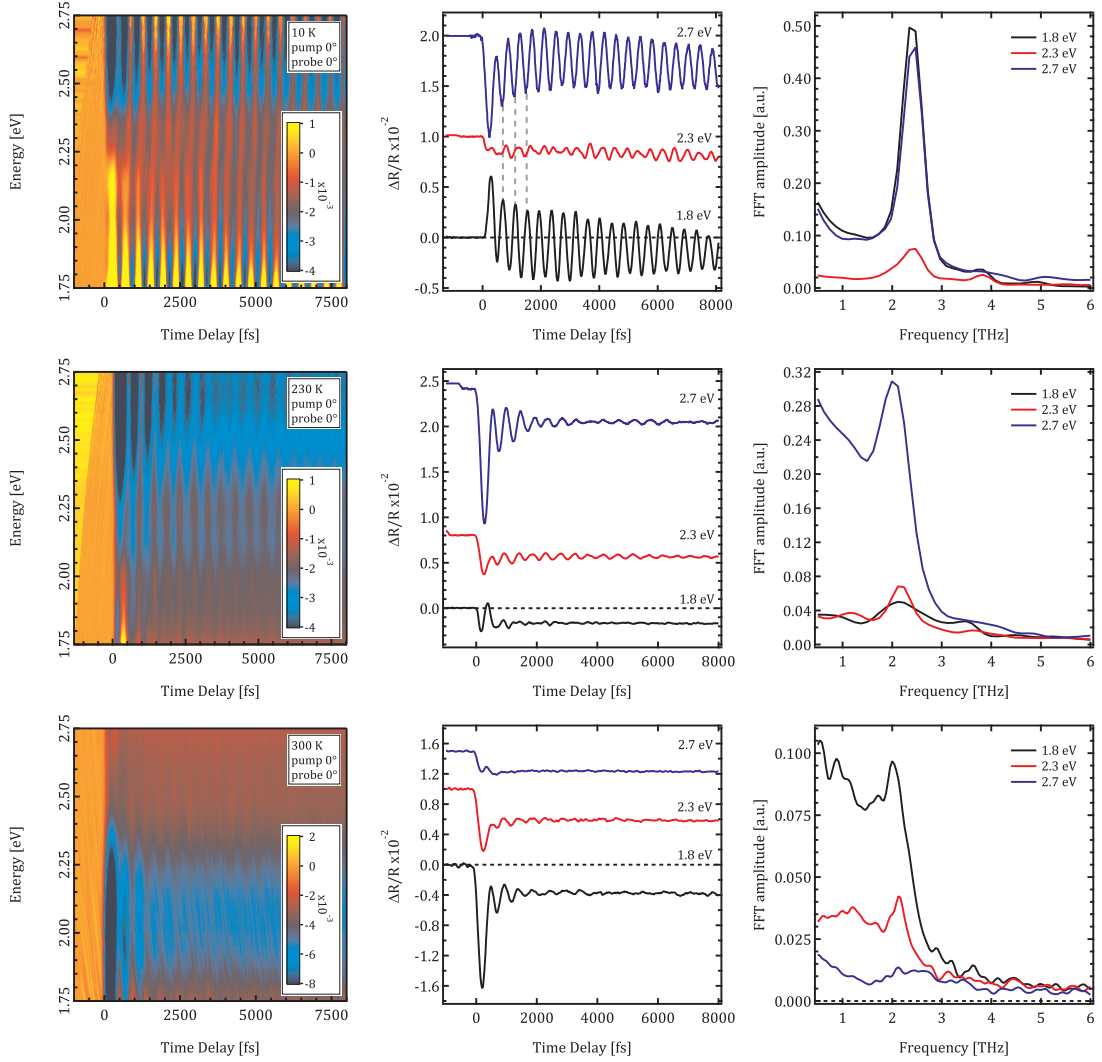 2.75
2.50
2.25
2.00
1.75
Energy [eV]
10 K
pump 0°
probe 0°
1
0
-1
-2
-3
-4
x10⁻³
0
2500
5000
7500
Time Delay [fs]
2.0
1.5
1.0
0.5
0.0
-0.5
ΔR/R x10⁻²
2.7 eV
2.3 eV
1.8 eV
0
2000
4000
6000
8000
Time Delay [fs]
0.50
0.40
0.30
0.20
0.10
0.00
FFT amplitude [a.u.]
1.8 eV
2.3 eV
2.7 eV
1
2
3
4
5
6
Frequency [THz]
2.75
2.50
2.25
2.00
1.75
Energy [eV]
230 K
pump 0°
probe 0°
1
0
-1
-2
-3
-4
x10⁻³
0
2500
5000
7500
Time Delay [fs]
2.5
2.0
1.5
1.0
0.5
0.0
ΔR/R x10⁻²
2.7 eV
2.3 eV
1.8 eV
0
2000
4000
6000
8000
Time Delay [fs]
0.32
0.28
0.24
0.20
0.16
0.12
0.08
0.04
0.00
FFT amplitude [a.u.]
1.8 eV
2.3 eV
2.7 eV
1
2
3
4
5
6
Frequency [THz]
2.75
2.50
2.25
2.00
1.75
Energy [eV]
300 K
pump 0°
probe 0°
2
0
-2
-4
-6
-8
x10⁻³
0
2500
5000
7500
Time Delay [fs]
1.6
1.2
0.8
0.4
0.0
-0.4
-0.8
-1.2
-1.6
ΔR/R x10⁻²
2.7 eV
2.3 eV
1.8 eV
0
2000
4000
6000
8000
Time Delay [fs]
0.100
0.075
0.050
0.025
0.000
FFT amplitude [a.u.]
1.8 eV
2.3 eV
2.7 eV
1
2
3
4
5
6
Frequency [THz]